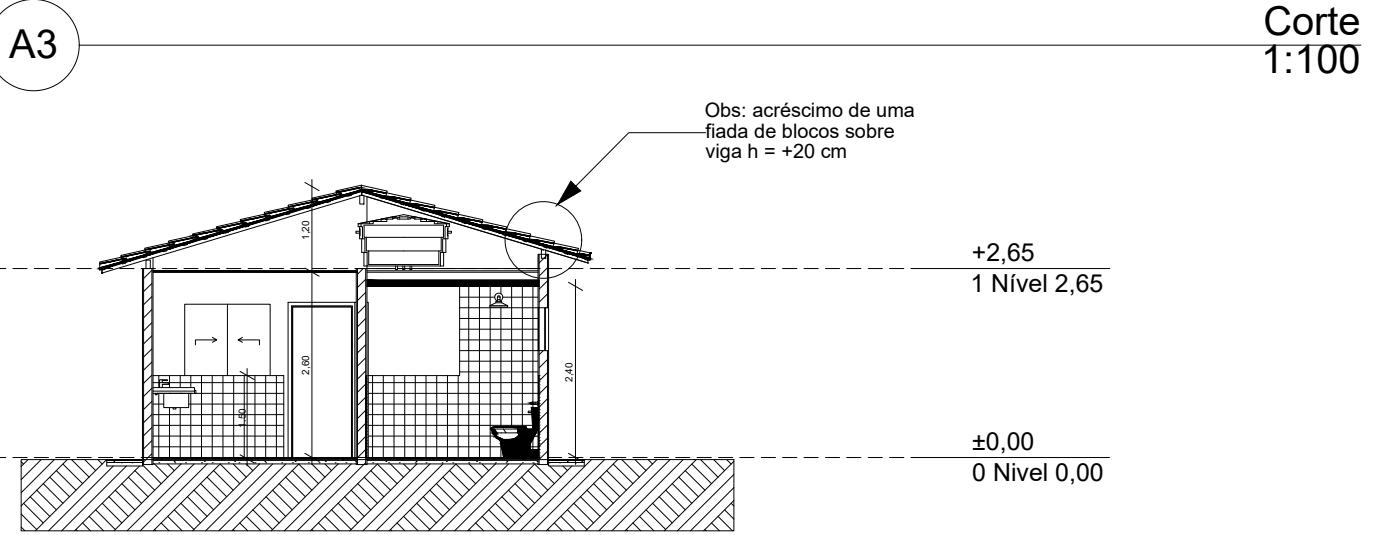 A3
Corte
1:100
Obs: acréscimo de uma
fiada de blocos sobre
viga h = +20 cm
1,20
+2,65
1 Nível 2,65
2,60
2,40
1,50
±0,00
0 Nivel 0,00